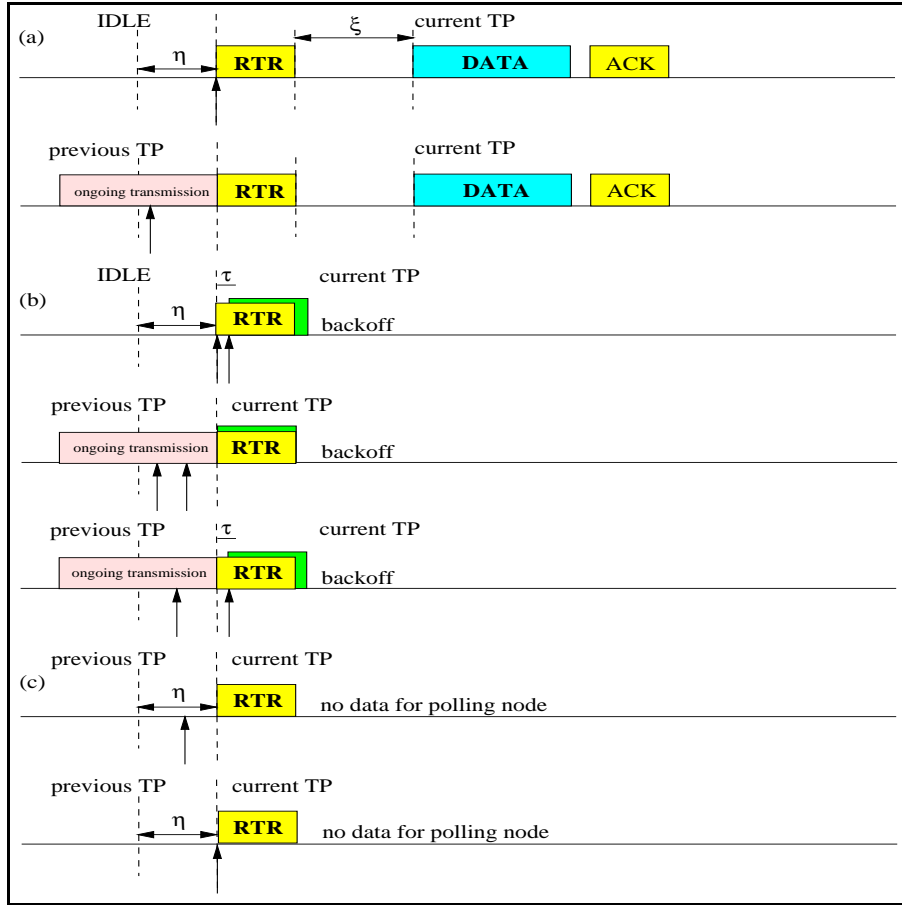 IDLE ξ current TP
(a) η RTR DATA ACK
previous TP current TP
ongoing transmission RTR DATA ACK
IDLE τ current TP
(b) η RTR backoff
previous TP current TP
ongoing transmission RTR backoff
previous TP τ current TP
ongoing transmission RTR backoff
previous TP current TP
(c) η RTR no data for polling node
previous TP current TP
η RTR no data for polling node